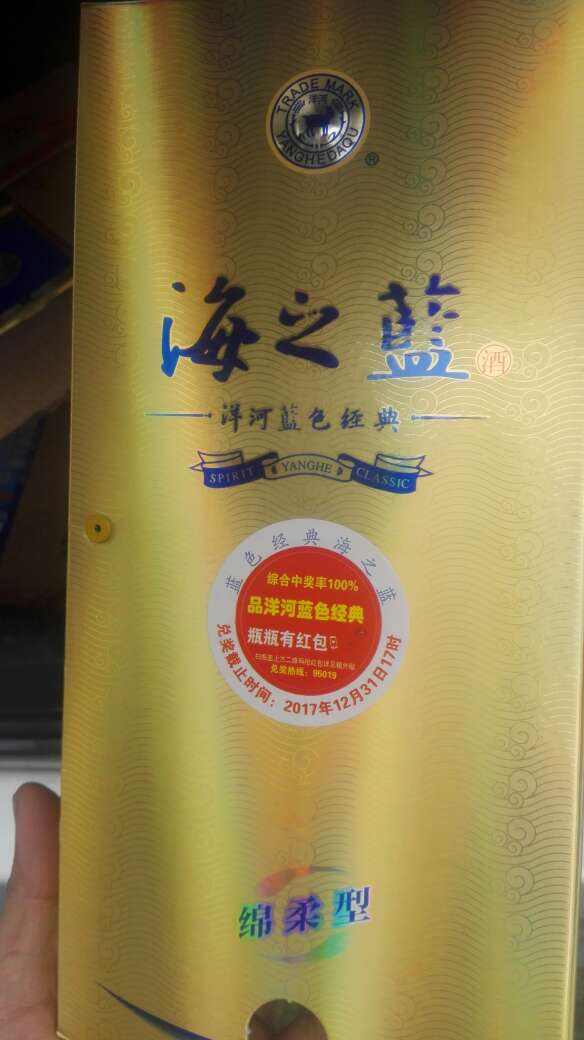 TRADE MARK
洋河
YANGHEDAQU
®
海之藍
酒
洋河蓝色经典
SPIRIT YANGHE CLASSIC
蓝色经典海之蓝
综合中奖率100%
品洋河蓝色经典
瓶瓶有红包
兑奖热线：95019
兑奖截止时间：2017年12月31日17时
绵柔型